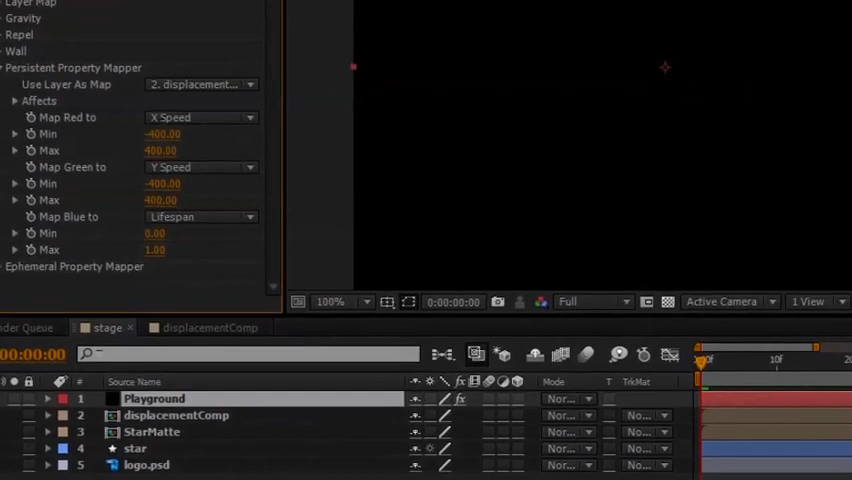 Layer Map
Gravity
Repel
Wall
Persistent Property Mapper
Use Layer As Map 2. displacement...
Affects
Map Red to X Speed
Min -400.00
Max 400.00
Map Green to Y Speed
Min -400.00
Max 400.00
Map Blue to Lifespan
Min 0.00
Max 1.00
Ephemeral Property Mapper
100% 0:00:00:00 Full Active Camera 1 View
nder Queue stage × displacementComp
00:00:00
# Source Name Mode T TrkMat
1 Playground Nor...
2 displacementComp Nor... No...
3 StarMatte Nor... No...
4 star Nor... No...
5 logo.psd Nor... No...
10f